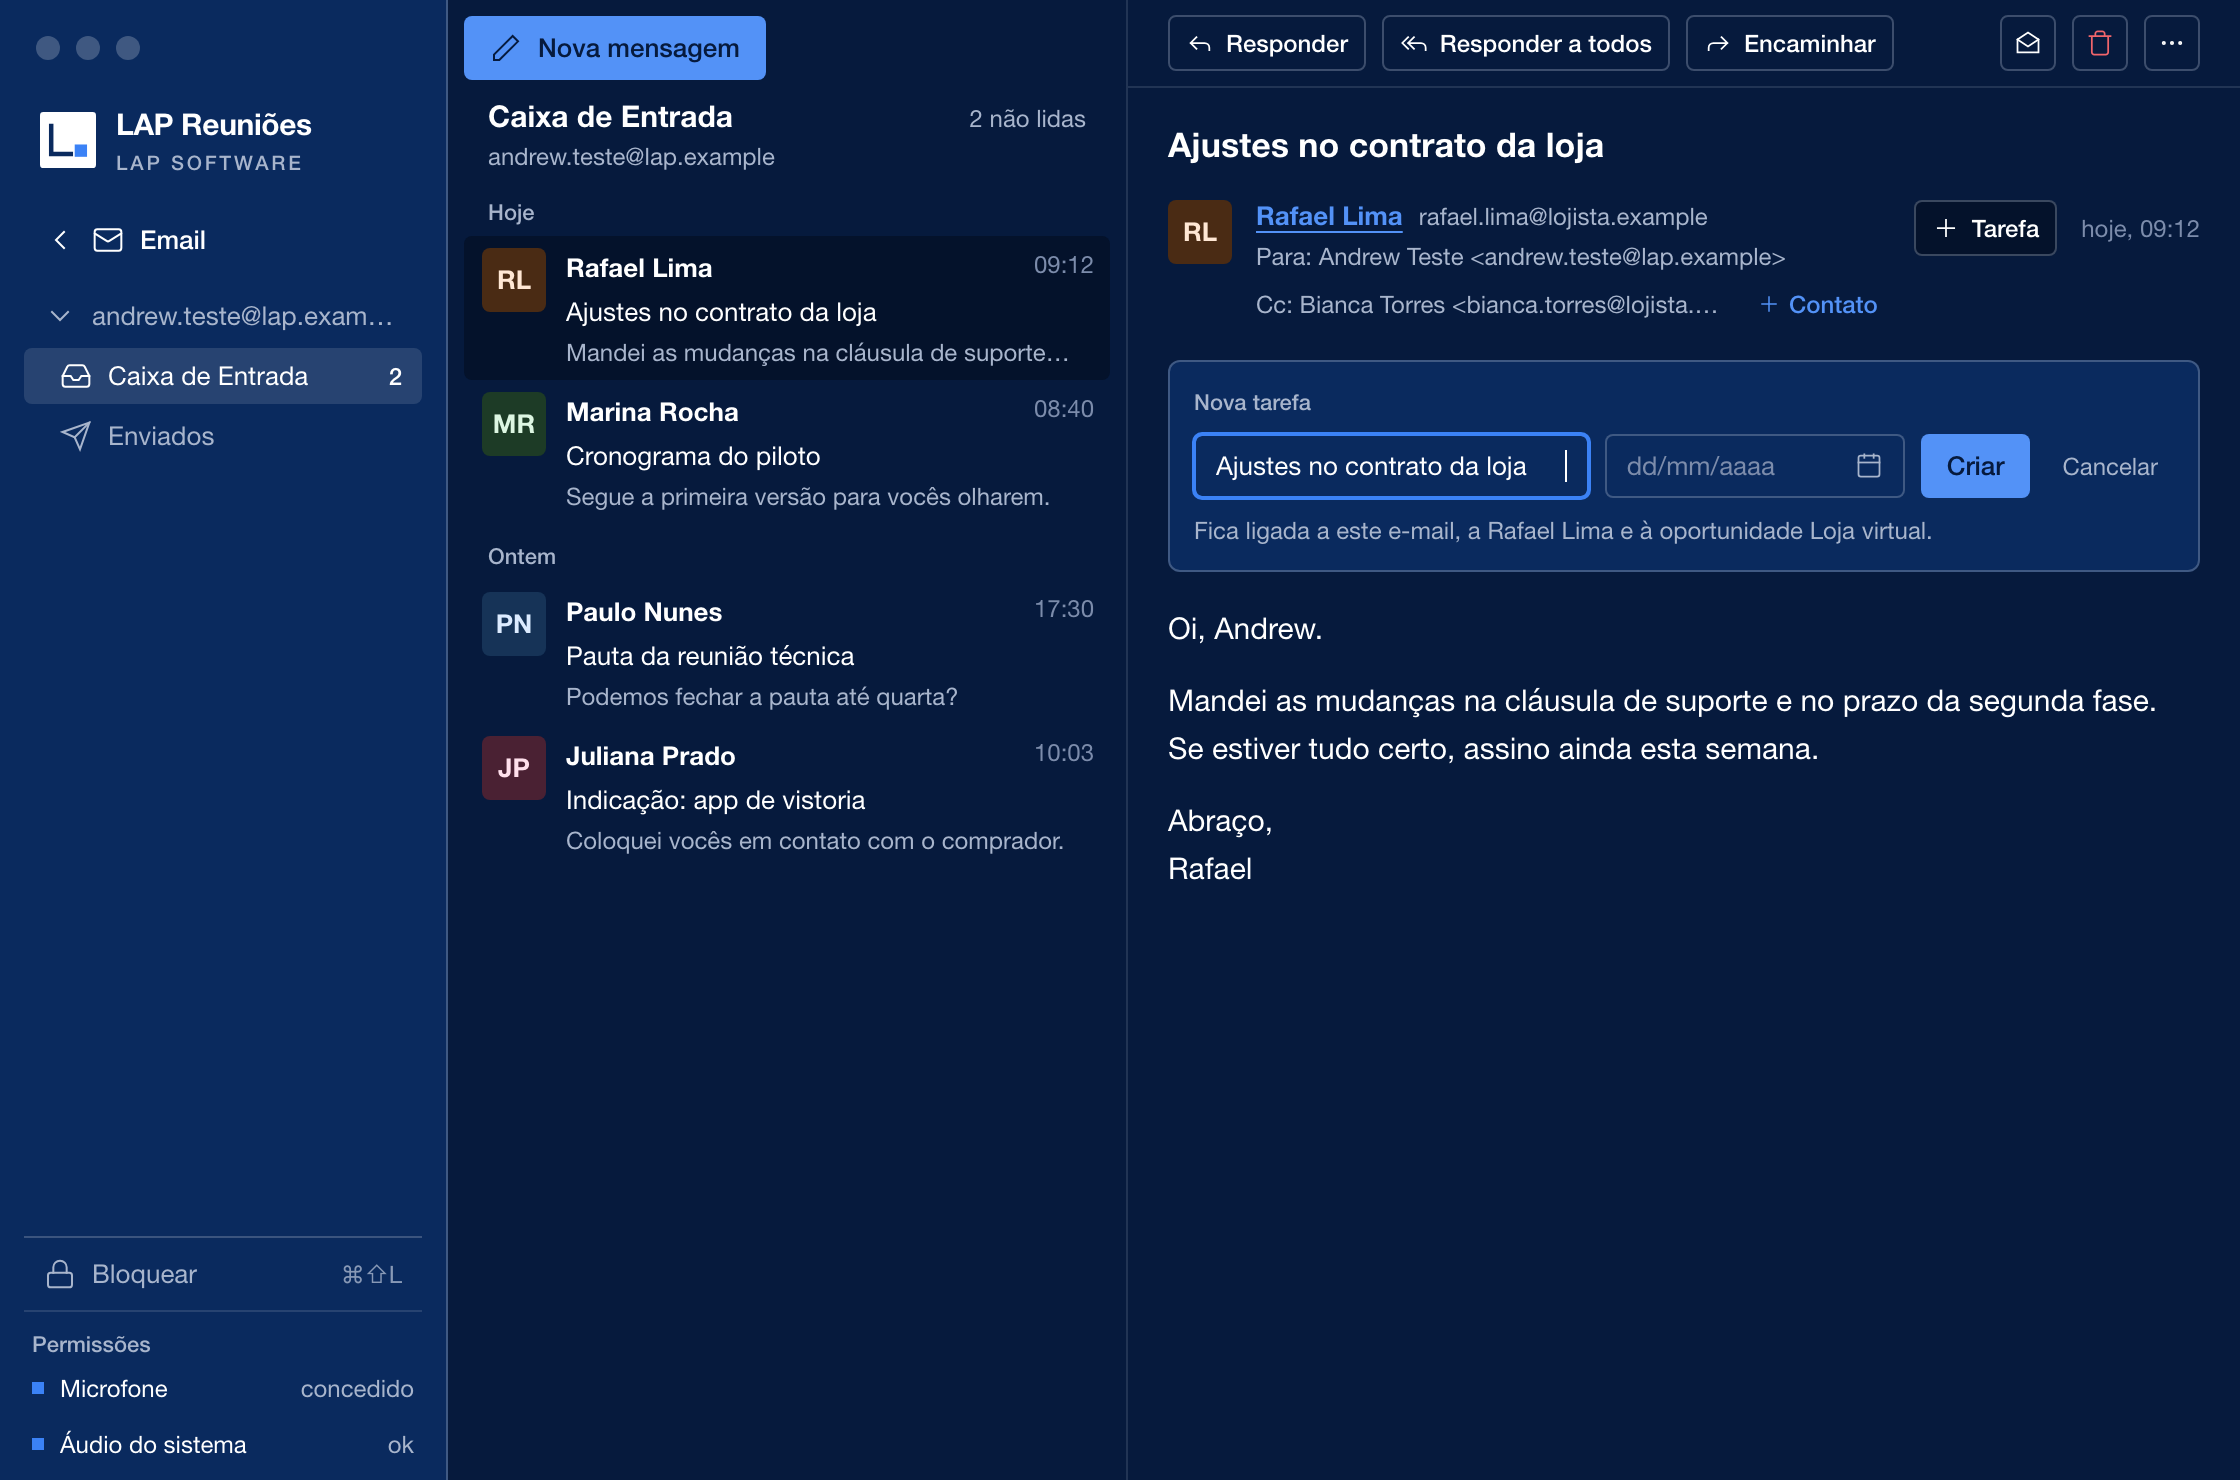 LAP Reuniões
LAP SOFTWARE
Email
andrew.teste@lap.exam…
Caixa de Entrada 2
Enviados
Bloquear ⌘⇧L
Permissões
Microfone concedido
Áudio do sistema ok
Nova mensagem
Caixa de Entrada 2 não lidas
andrew.teste@lap.example
Hoje
RL Rafael Lima 09:12
Ajustes no contrato da loja
Mandei as mudanças na cláusula de suporte…
MR Marina Rocha 08:40
Cronograma do piloto
Segue a primeira versão para vocês olharem.
Ontem
PN Paulo Nunes 17:30
Pauta da reunião técnica
Podemos fechar a pauta até quarta?
JP Juliana Prado 10:03
Indicação: app de vistoria
Coloquei vocês em contato com o comprador.
Responder Responder a todos Encaminhar
Ajustes no contrato da loja
RL Rafael Lima rafael.lima@lojista.example + Tarefa hoje, 09:12
Para: Andrew Teste <andrew.teste@lap.example>
Cc: Bianca Torres <bianca.torres@lojista.… + Contato
Nova tarefa
Ajustes no contrato da loja dd/mm/aaaa Criar Cancelar
Fica ligada a este e-mail, a Rafael Lima e à oportunidade Loja virtual.
Oi, Andrew.
Mandei as mudanças na cláusula de suporte e no prazo da segunda fase.
Se estiver tudo certo, assino ainda esta semana.
Abraço,
Rafael